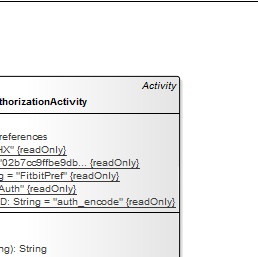 Activity
thorizationActivity
references
HX" {readOnly}
"02b7cc9ffbe9db... {readOnly}
g = "FitbitPref" {readOnly}
Auth" {readOnly}
D: String = "auth_encode" {readOnly}
ng): String